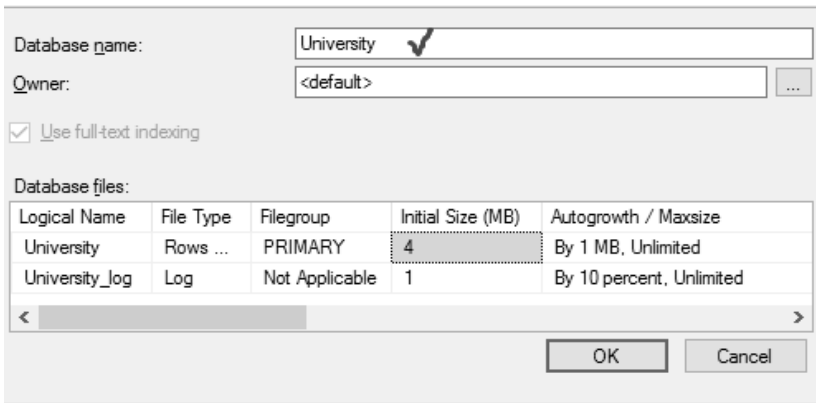 Database name: University
Owner: <default> ...
Use full-text indexing
Database files:
Logical Name File Type Filegroup Initial Size (MB) Autogrowth / Maxsize
University Rows ... PRIMARY 4 By 1 MB, Unlimited
University_log Log Not Applicable 1 By 10 percent, Unlimited
OK Cancel